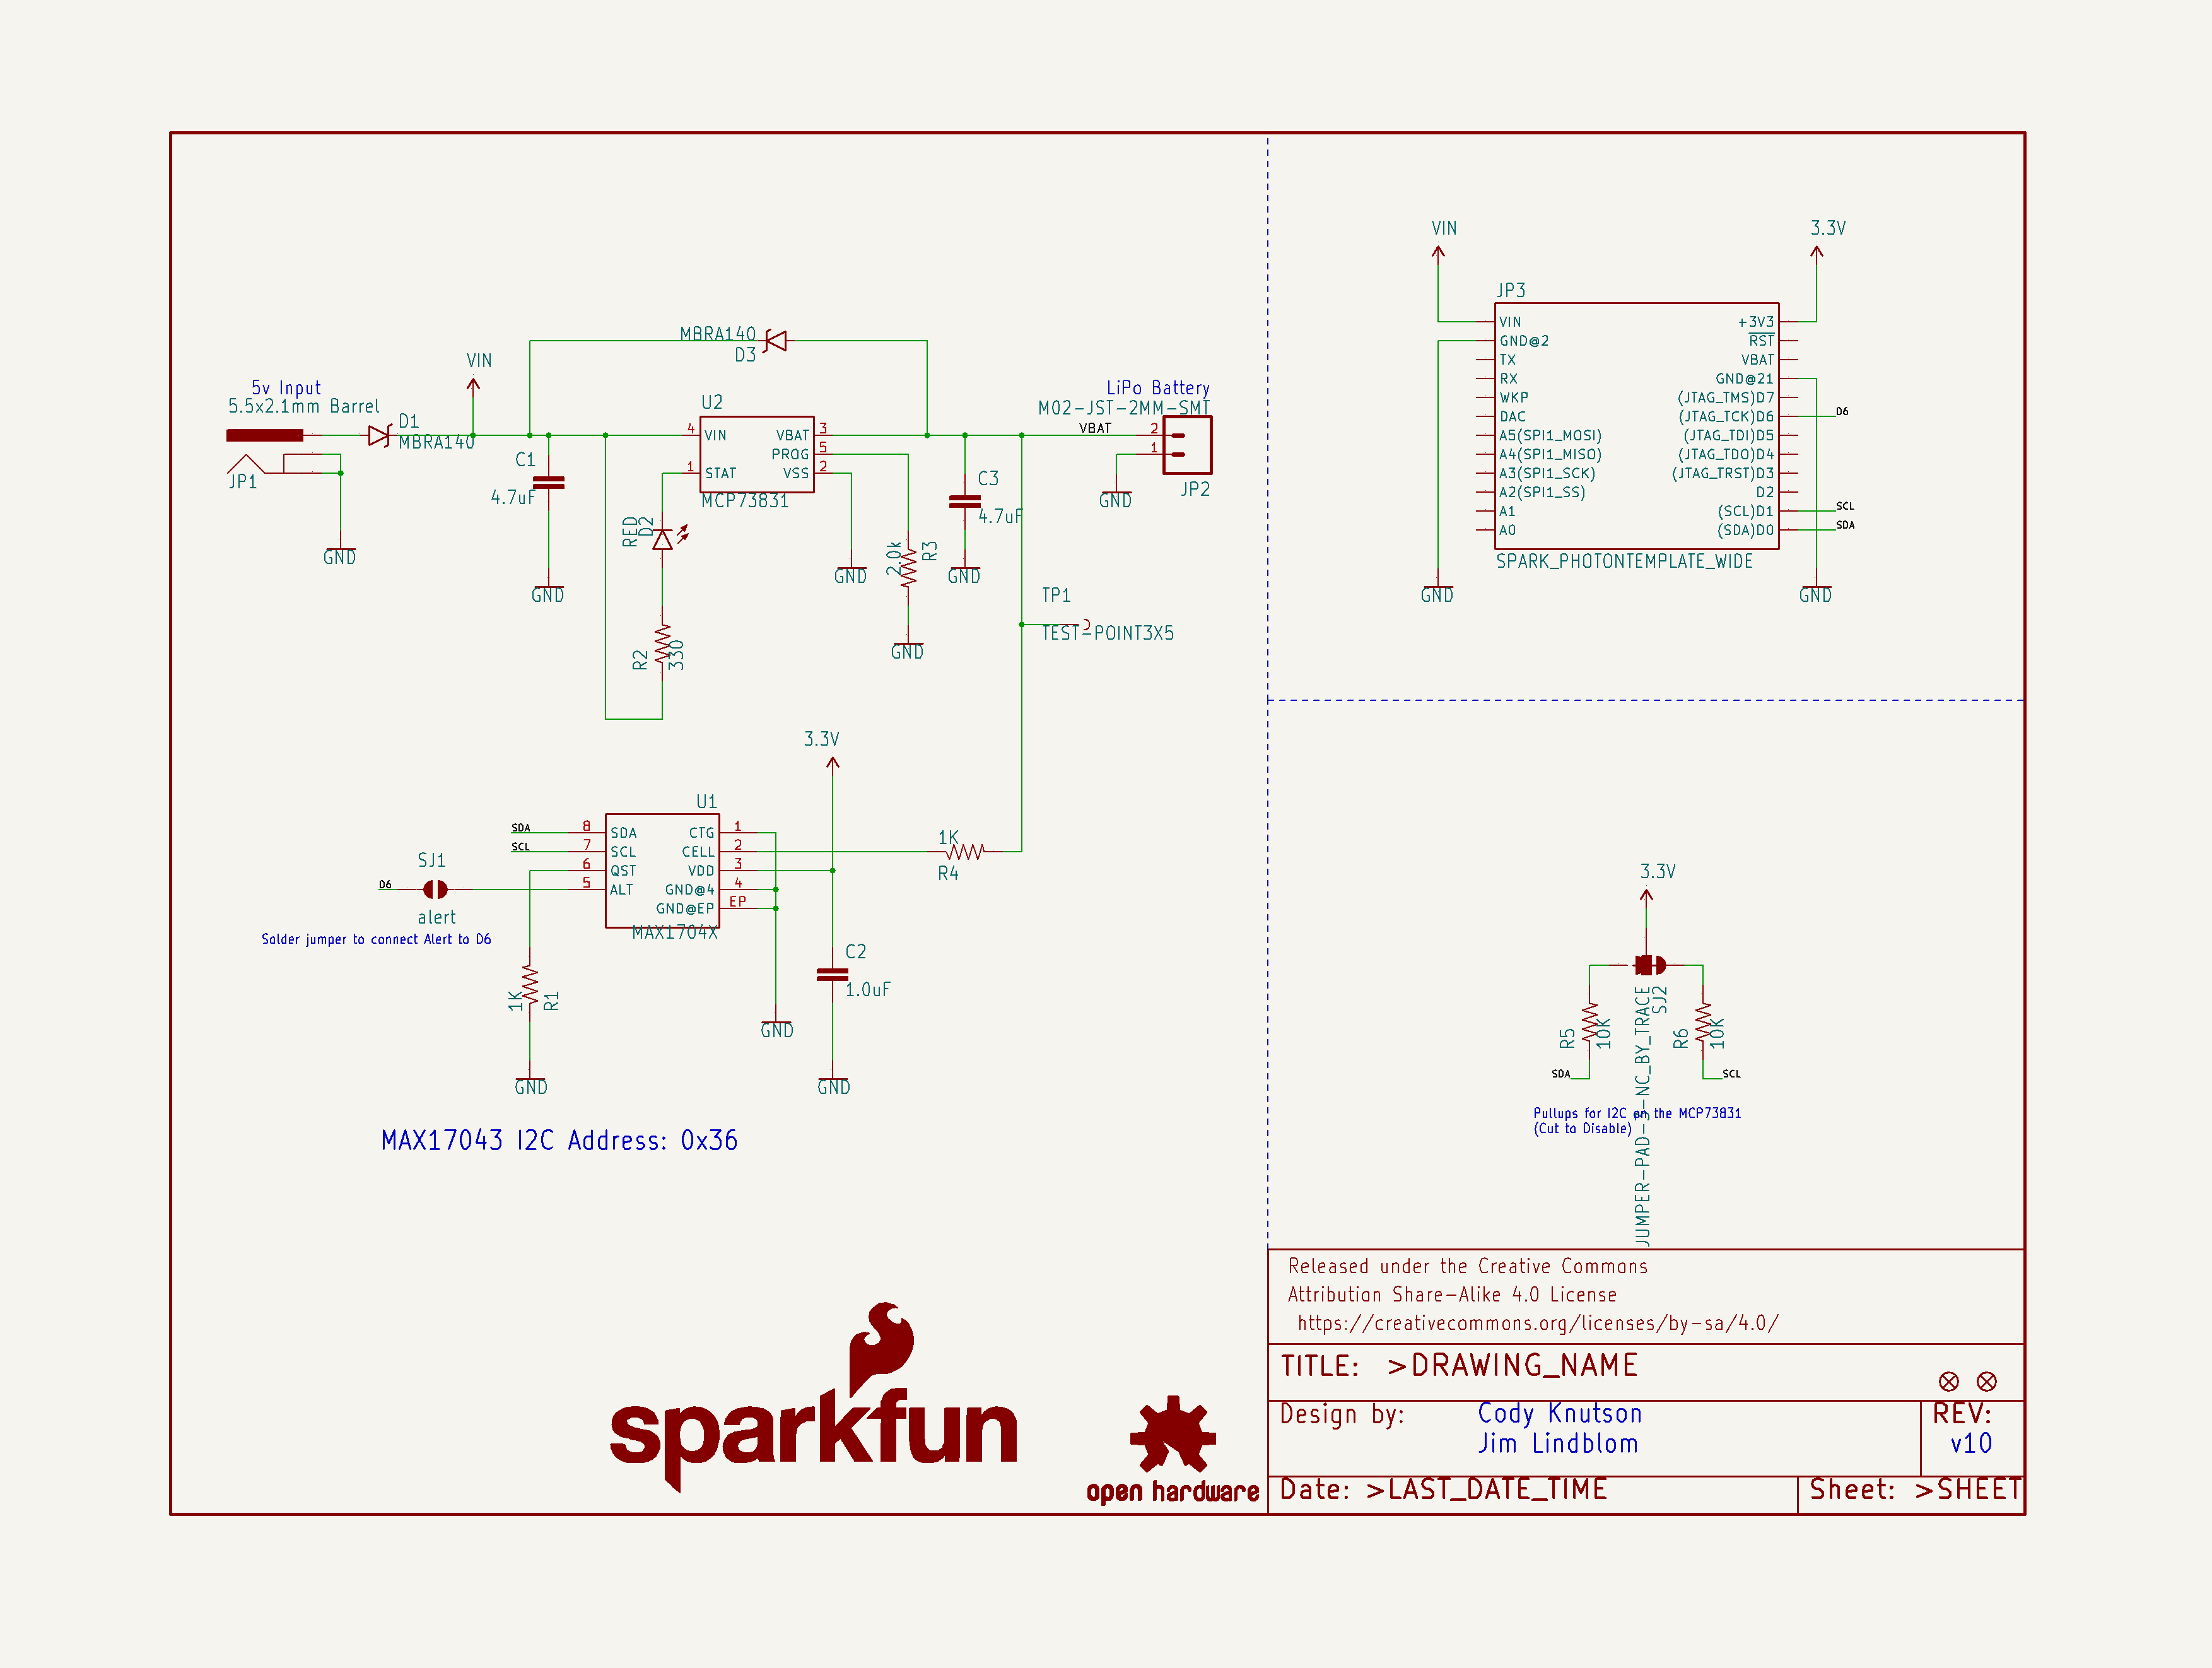 5v Input
5.5x2.1mm Barrel
JP1
GND
D1
MBRA140
VIN
C1
4.7uF
GND
MBRA140
D3
U2
4 VIN
1 STAT
VBAT 3
PROG 5
VSS 2
MCP73831
RED
D2
R2
330
GND
2.0k
R3
GND
C3
4.7uF
GND
LiPo Battery
M02-JST-2MM-SMT
VBAT
2
1
JP2
GND
TP1
TEST-POINT3X5
3.3V
U1
SDA 8 SDA
SCL 7 SCL
6 QST
5 ALT
CTG 1
CELL 2
VDD 3
GND@4 4
GND@EP EP
MAX1704X
1K
R4
SJ1
D6
alert
Solder jumper to connect Alert to D6
1K
R1
GND
GND
C2
1.0uF
GND
MAX17043 I2C Address: 0x36
VIN
3.3V
JP3
VIN
GND@2
TX
RX
WKP
DAC
A5(SPI1_MOSI)
A4(SPI1_MISO)
A3(SPI1_SCK)
A2(SPI1_SS)
A1
A0
+3V3
RST
VBAT
GND@21
(JTAG_TMS)D7
(JTAG_TCK)D6 D6
(JTAG_TDI)D5
(JTAG_TDO)D4
(JTAG_TRST)D3
D2
(SCL)D1 SCL
(SDA)D0 SDA
SPARK_PHOTONTEMPLATE_WIDE
GND
GND
3.3V
SJ2
JUMPER-PAD-3-NC_BY_TRACE
R5
10K
R6
10K
SDA
SCL
Pullups for I2C on the MCP73831
(Cut to Disable)
Released under the Creative Commons
Attribution Share-Alike 4.0 License
https://creativecommons.org/licenses/by-sa/4.0/
TITLE: >DRAWING_NAME
Design by: Cody Knutson
Jim Lindblom
REV:
v10
Date: >LAST_DATE_TIME
Sheet: >SHEET
sparkfun
open hardware